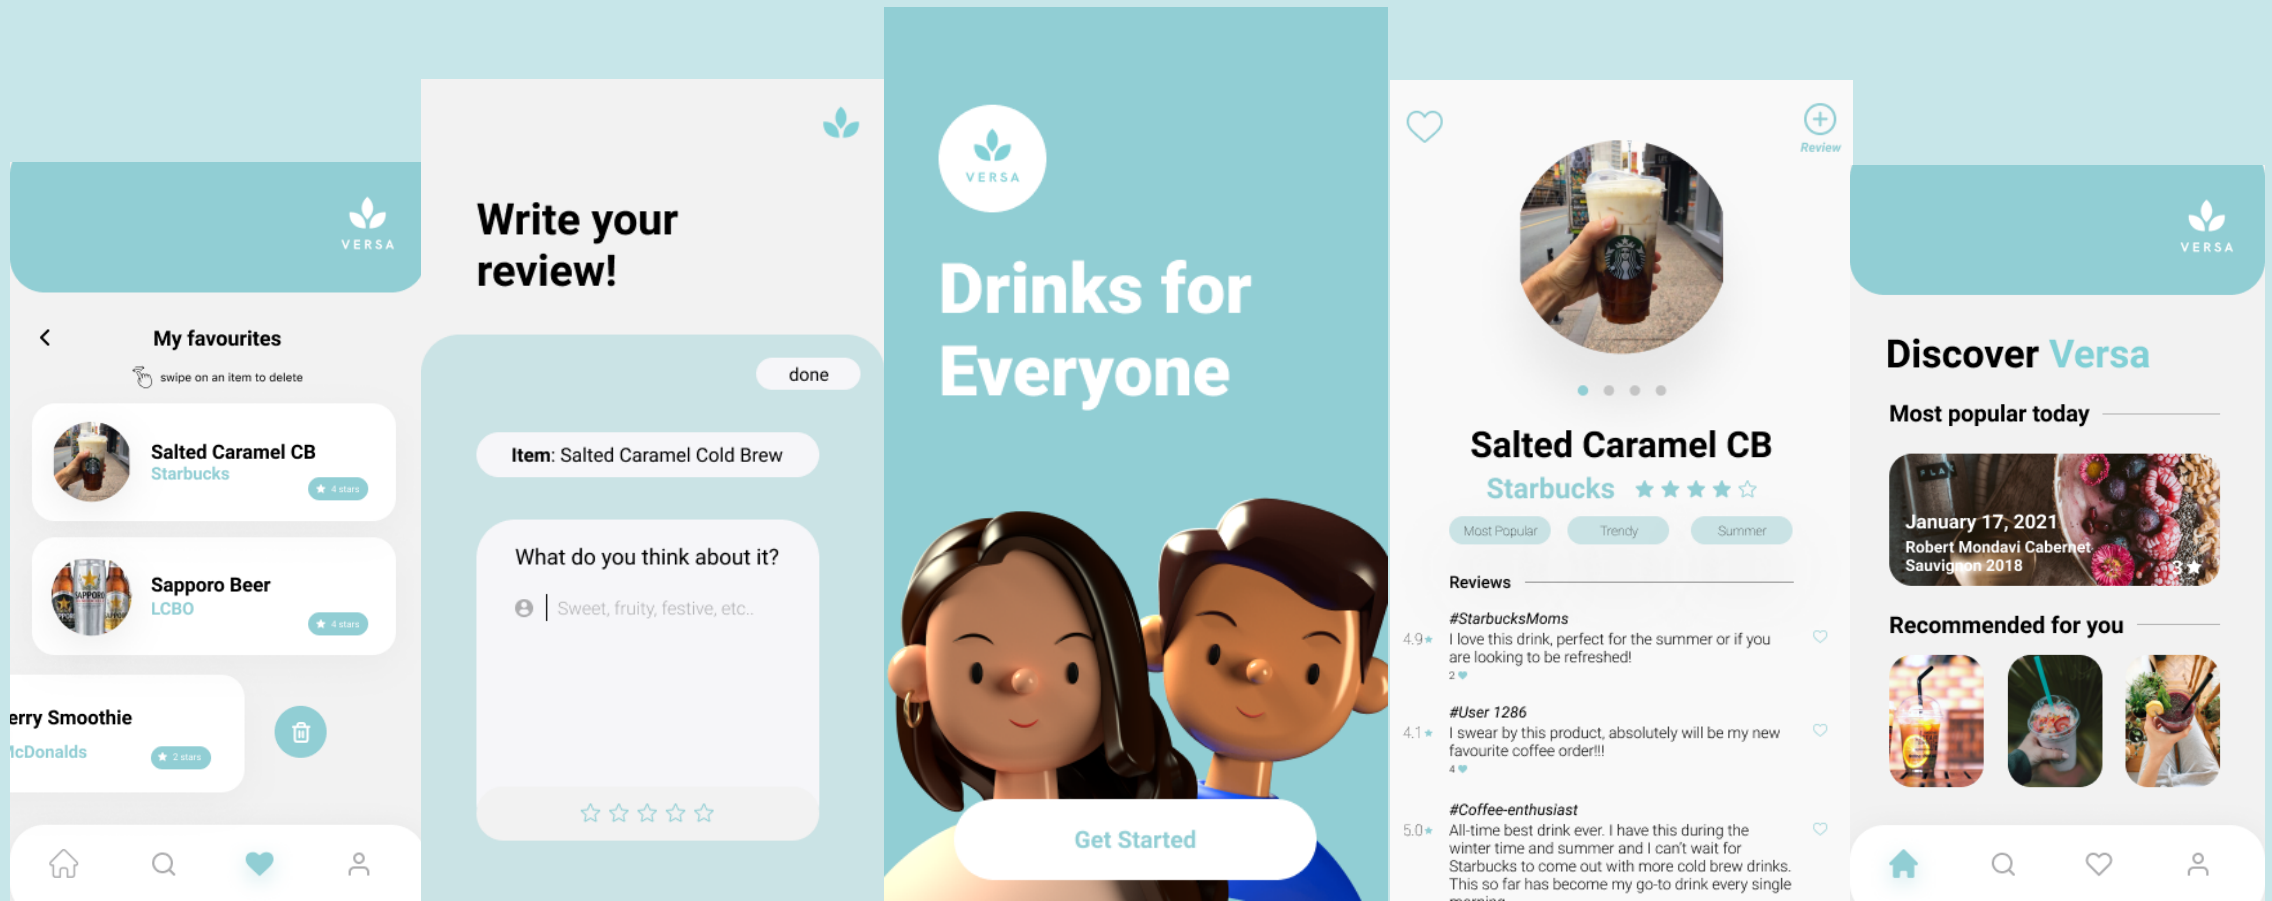 VERSA
My favourites
swipe on an item to delete
Salted Caramel CB
Starbucks
4 stars
Sapporo Beer
LCBO
4 stars
SAPPORO
erry Smoothie
McDonalds
2 stars
Write your
review!
done
Item: Salted Caramel Cold Brew
What do you think about it?
Sweet, fruity, festive, etc..
VERSA
Drinks for
Everyone
Get Started
Review
Salted Caramel CB
Starbucks
Most Popular
Trendy
Summer
Reviews
#StarbucksMoms
4.9
I love this drink, perfect for the summer or if you
are looking to be refreshed!
2
#User 1286
4.1
I swear by this product, absolutely will be my new
favourite coffee order!!!
4
#Coffee-enthusiast
5.0
All-time best drink ever. I have this during the
winter time and summer and I can't wait for
Starbucks to come out with more cold brew drinks.
This so far has become my go-to drink every single
morning
VERSA
Discover Versa
Most popular today
January 17, 2021
Robert Mondavi Cabernet
Sauvignon 2018
3
Recommended for you